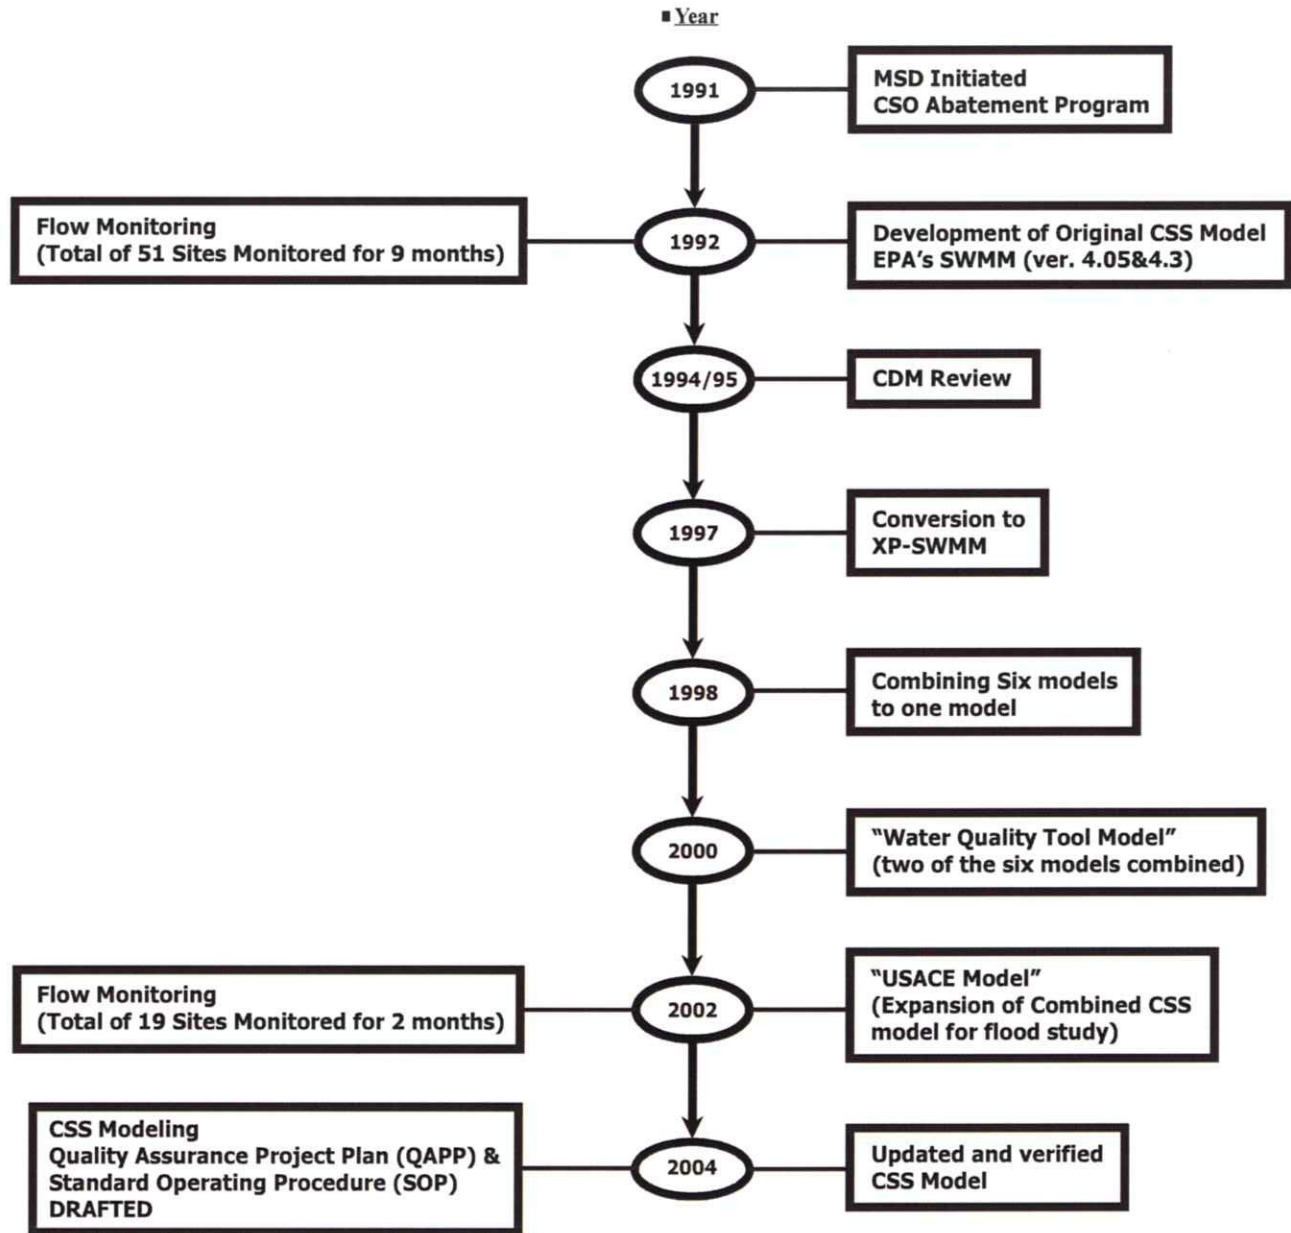 Year
1991
MSD Initiated
CSO Abatement Program
Flow Monitoring
(Total of 51 Sites Monitored for 9 months)
1992
Development of Original CSS Model
EPA's SWMM (ver. 4.05&4.3)
1994/95
CDM Review
1997
Conversion to
XP-SWMM
1998
Combining Six models
to one model
2000
"Water Quality Tool Model"
(two of the six models combined)
Flow Monitoring
(Total of 19 Sites Monitored for 2 months)
2002
"USACE Model"
(Expansion of Combined CSS
model for flood study)
CSS Modeling
Quality Assurance Project Plan (QAPP) &
Standard Operating Procedure (SOP)
DRAFTED
2004
Updated and verified
CSS Model